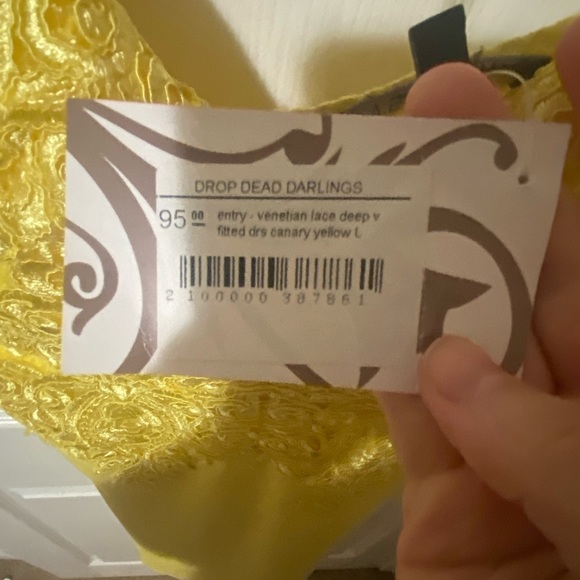 DROP DEAD DARLINGS
95 00 entry - venetian lace deep v
fitted drs canary yellow L
2 100000 387861